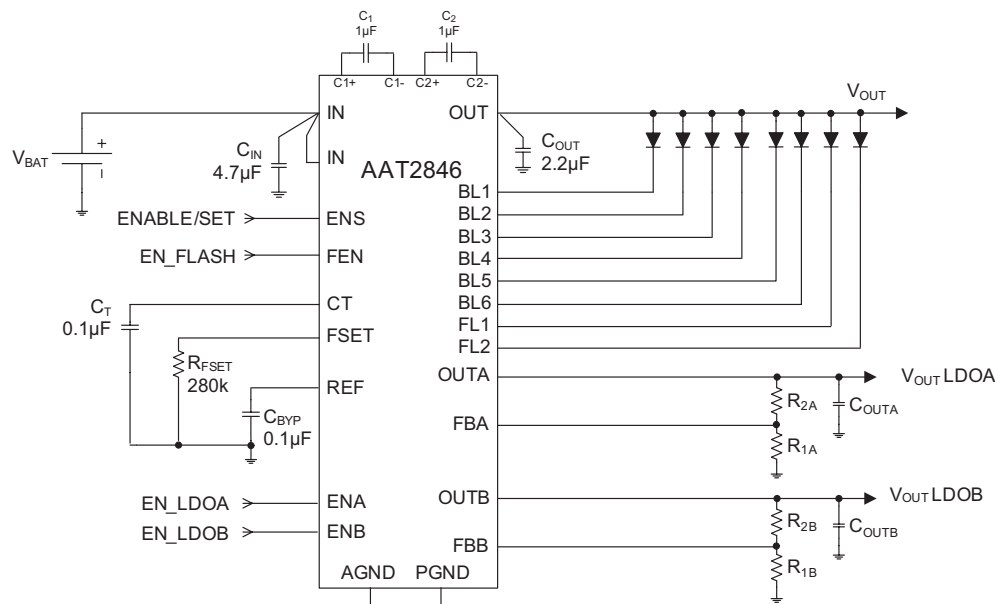 C1
1µF
C2
1µF
C1+ C1- C2+ C2-
VBAT
+
–
IN
IN
CIN
4.7µF
AAT2846
OUT
VOUT
COUT
2.2µF
ENABLE/SET
ENS
EN_FLASH
FEN
CT
0.1µF
CT
FSET
RFSET
280k
REF
CBYP
0.1µF
BL1
BL2
BL3
BL4
BL5
BL6
FL1
FL2
OUTA
VOUT LDOA
R2A
COUTA
FBA
R1A
EN_LDOA
ENA
EN_LDOB
ENB
OUTB
VOUT LDOB
R2B
COUTB
FBB
R1B
AGND PGND